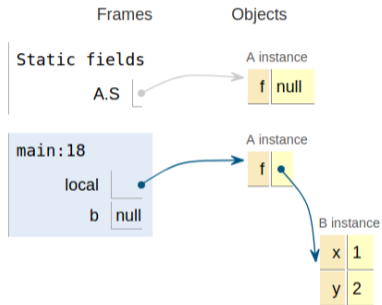 Frames Objects
Static fields
A instance
A.S
f null
main:18
A instance
local
f
b null
B instance
x 1
y 2